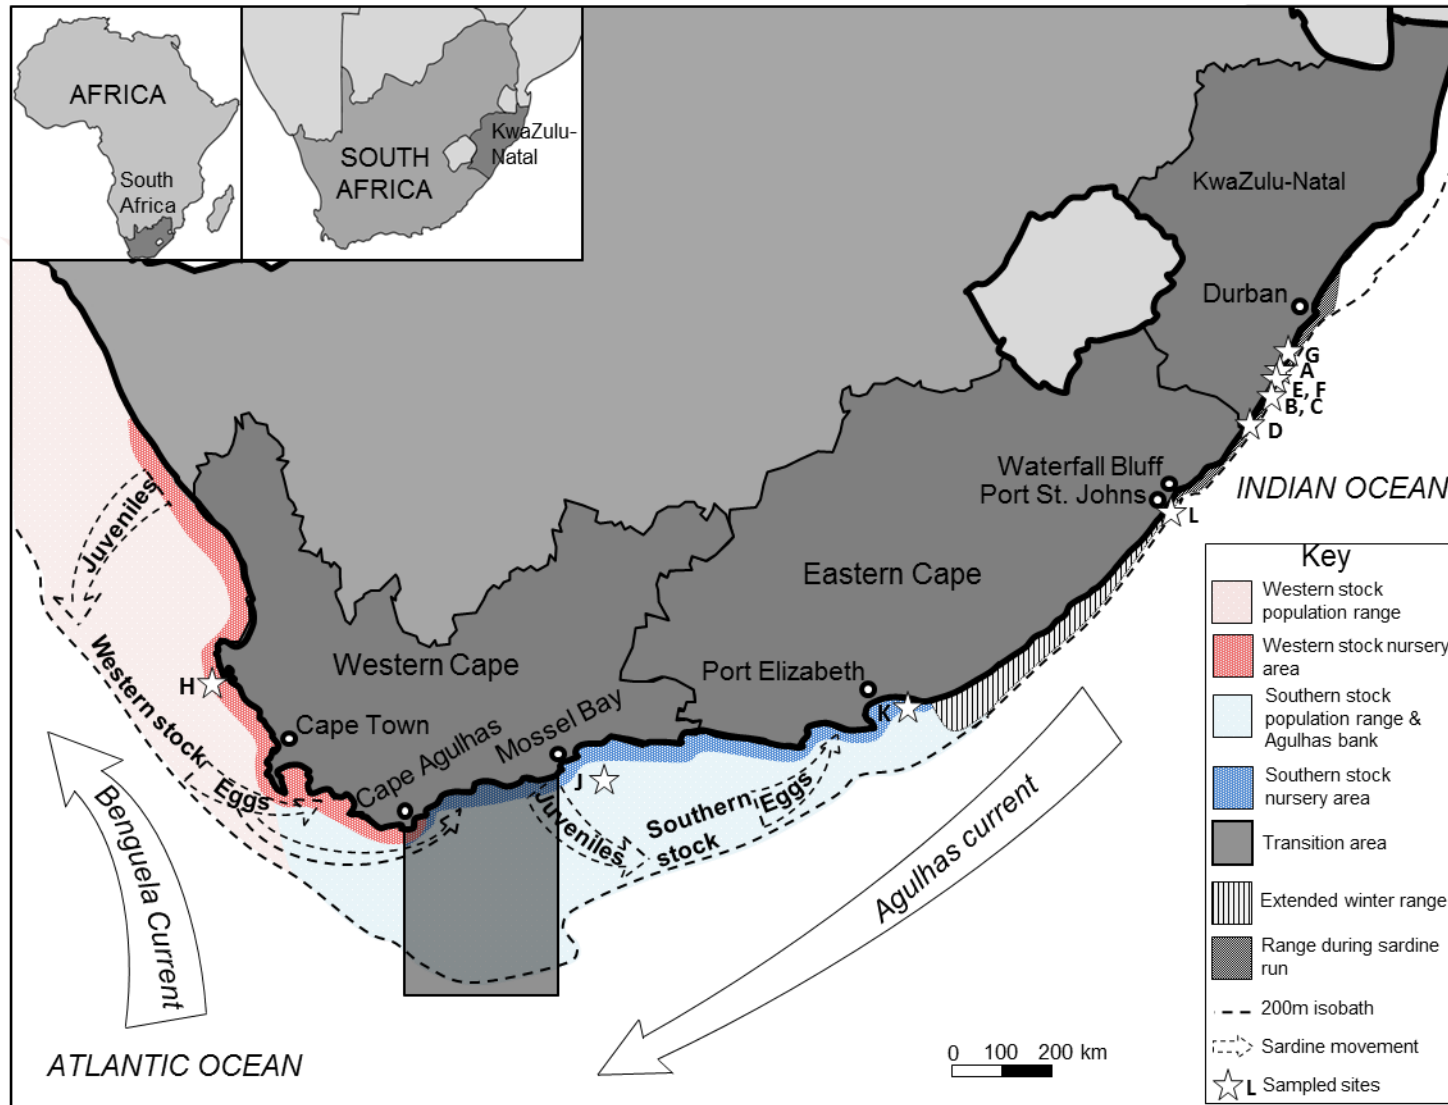 AFRICA
South
Africa
SOUTH
AFRICA
KwaZulu-
Natal
KwaZulu-Natal
Durban
G
A
E, F
B, C
D
Waterfall Bluff
Port St. Johns
L
INDIAN OCEAN
Eastern Cape
Port Elizabeth
K
Western Cape
Mossel Bay
Cape Town
Cape Agulhas
H
J
Juveniles
Western stock
Eggs
Juveniles
Southern
stock
Eggs
Benguela Current
Agulhas current
ATLANTIC OCEAN
0 100 200 km
Key
Western stock
population range
Western stock nursery
area
Southern stock
population range &
Agulhas bank
Southern stock
nursery area
Transition area
Extended winter range
Range during sardine
run
200m isobath
Sardine movement
L Sampled sites